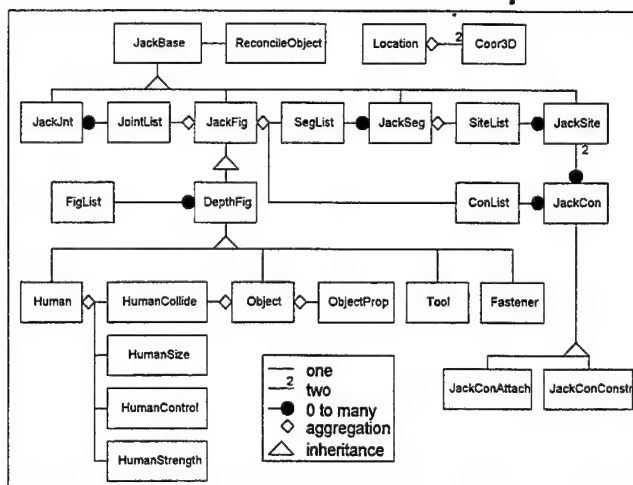 JackBase ReconcileObject Location 2 Coor3D
JackJnt JointList JackFig SegList JackSeg SiteList JackSite
2
FigList DepthFig ConList JackCon
Human HumanCollide Object ObjectProp Tool Fastener
HumanSize
HumanControl
HumanStrength
JackConAttach JackConConstr
one
2 two
0 to many
aggregation
inheritance